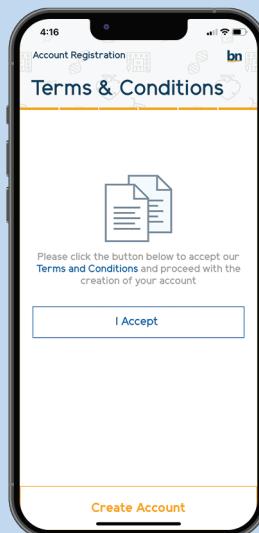 4:16
Account Registration
bn
Terms & Conditions
Please click the button below to accept our
Terms and Conditions and proceed with the
creation of your account
I Accept
Create Account